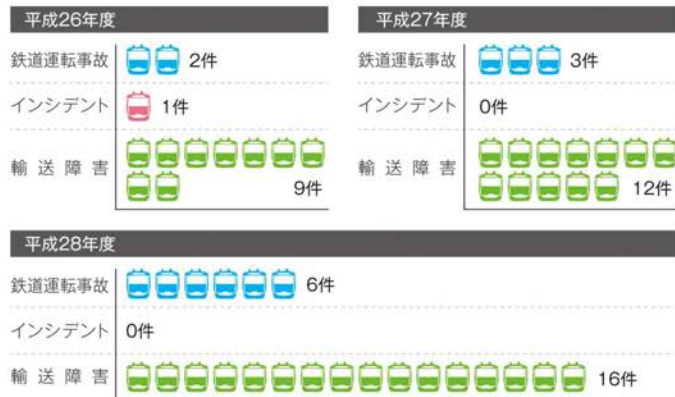 平成26年度
鉄道運転事故 2件
インシデント 1件
輸送障害 9件
平成27年度
鉄道運転事故 3件
インシデント 0件
輸送障害 12件
平成28年度
鉄道運転事故 6件
インシデント 0件
輸送障害 16件